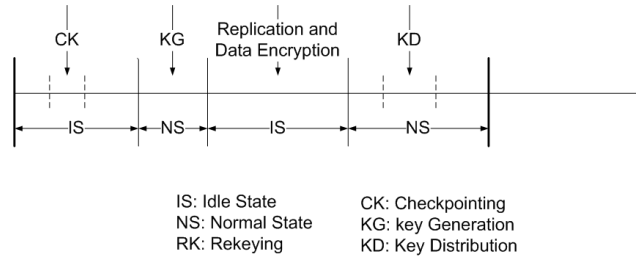 CK
KG
Replication and
Data Encryption
KD
IS
NS
IS
NS
IS: Idle State
NS: Normal State
RK: Rekeying
CK: Checkpointing
KG: key Generation
KD: Key Distribution